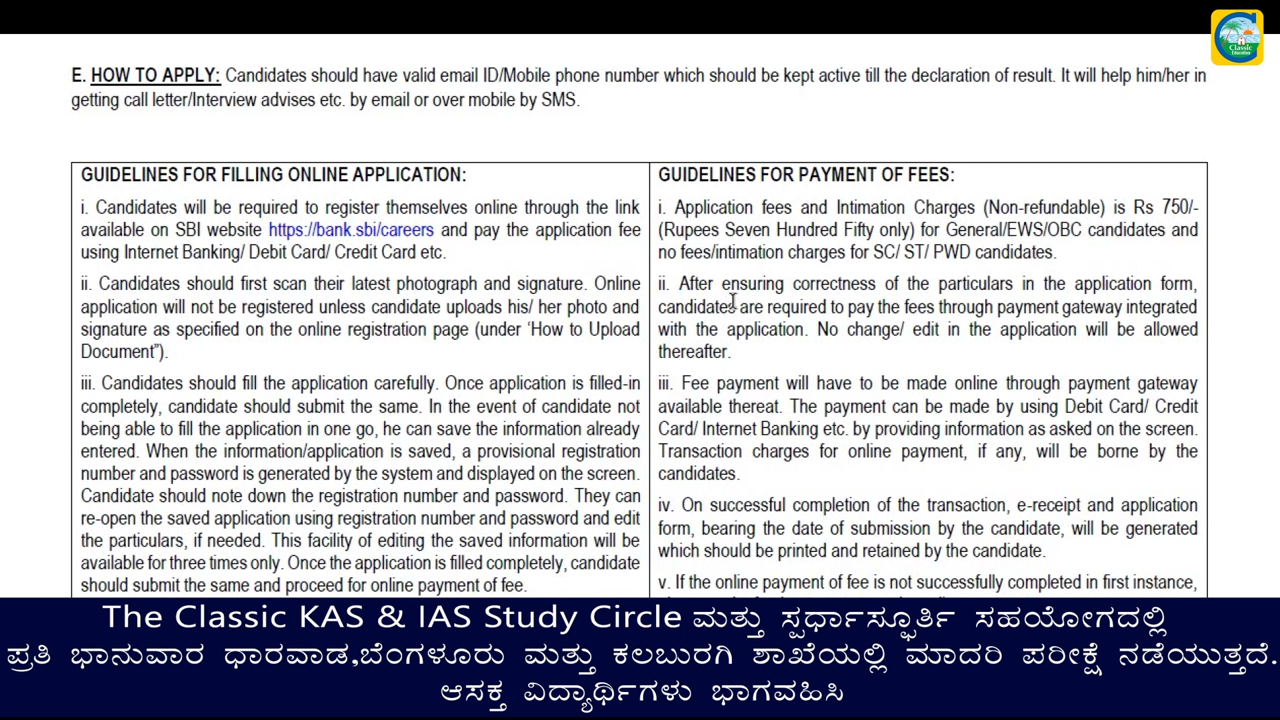 Classic
Education
E. HOW TO APPLY: Candidates should have valid email ID/Mobile phone number which should be kept active till the declaration of result. It will help him/her in
getting call letter/Interview advises etc. by email or over mobile by SMS.
GUIDELINES FOR FILLING ONLINE APPLICATION:
i. Candidates will be required to register themselves online through the link
available on SBI website https://bank.sbi/careers and pay the application fee
using Internet Banking/ Debit Card/ Credit Card etc.
ii. Candidates should first scan their latest photograph and signature. Online
application will not be registered unless candidate uploads his/ her photo and
signature as specified on the online registration page (under ‘How to Upload
Document”).
iii. Candidates should fill the application carefully. Once application is filled-in
completely, candidate should submit the same. In the event of candidate not
being able to fill the application in one go, he can save the information already
entered. When the information/application is saved, a provisional registration
number and password is generated by the system and displayed on the screen.
Candidate should note down the registration number and password. They can
re-open the saved application using registration number and password and edit
the particulars, if needed. This facility of editing the saved information will be
available for three times only. Once the application is filled completely, candidate
should submit the same and proceed for online payment of fee.
GUIDELINES FOR PAYMENT OF FEES:
i. Application fees and Intimation Charges (Non-refundable) is Rs 750/-
(Rupees Seven Hundred Fifty only) for General/EWS/OBC candidates and
no fees/intimation charges for SC/ ST/ PWD candidates.
ii. After ensuring correctness of the particulars in the application form,
candidates are required to pay the fees through payment gateway integrated
with the application. No change/ edit in the application will be allowed
thereafter.
iii. Fee payment will have to be made online through payment gateway
available thereat. The payment can be made by using Debit Card/ Credit
Card/ Internet Banking etc. by providing information as asked on the screen.
Transaction charges for online payment, if any, will be borne by the
candidates.
iv. On successful completion of the transaction, e-receipt and application
form, bearing the date of submission by the candidate, will be generated
which should be printed and retained by the candidate.
v. If the online payment of fee is not successfully completed in first instance,
The Classic KAS & IAS Study Circle ಮತ್ತು ಸ್ಪರ್ಧಾಸ್ಫೂರ್ತಿ ಸಹಯೋಗದಲ್ಲಿ
ಪ್ರತಿ ಭಾನುವಾರ ಧಾರವಾಡ,ಬೆಂಗಳೂರು ಮತ್ತು ಕಲಬುರಗಿ ಶಾಖೆಯಲ್ಲಿ ಮಾದರಿ ಪರೀಕ್ಷೆ ನಡೆಯುತ್ತದೆ.
ಆಸಕ್ತ ವಿದ್ಯಾರ್ಥಿಗಳು ಭಾಗವಹಿಸಿ